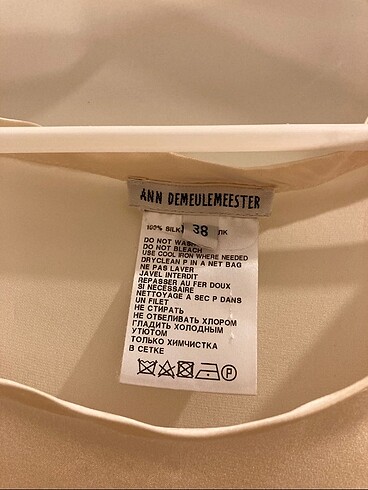 ANN DEMEULEMEESTER
38
100% SILK
DO NOT WASH
DO NOT BLEACH
USE COOL IRON WHERE NEEDED
DRYCLEAN P IN A NET BAG
NE PAS LAVER
JAVEL INTERDIT
REPASSER AU FER DOUX
SI NECESSAIRE
NETTOYAGE A SEC P DANS
UN FILET
НЕ СТИРАТЬ
НЕ ОТБЕЛИВАТЬ ХЛОРОМ
ГЛАДИТЬ ХОЛОДНЫМ
УТЮГОМ
ТОЛЬКО ХИМЧИСТКА
В СЕТКЕ
P